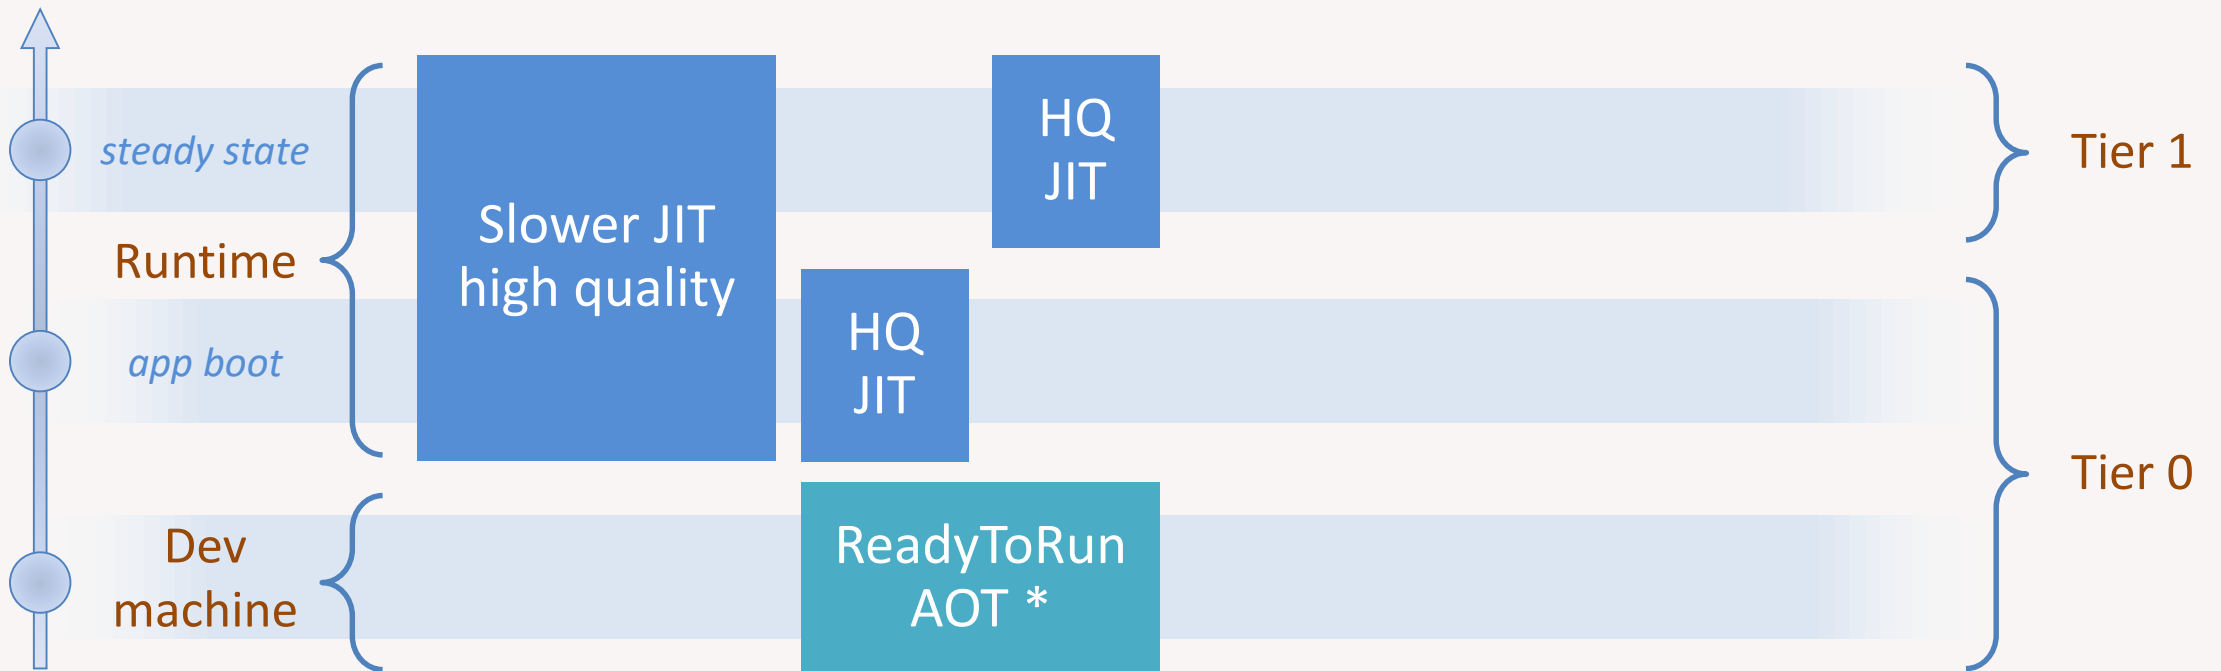 steady state
Runtime
app boot
Dev
machine
Slower JIT
high quality
HQ
JIT
HQ
JIT
ReadyToRun
AOT *
Tier 1
Tier 0